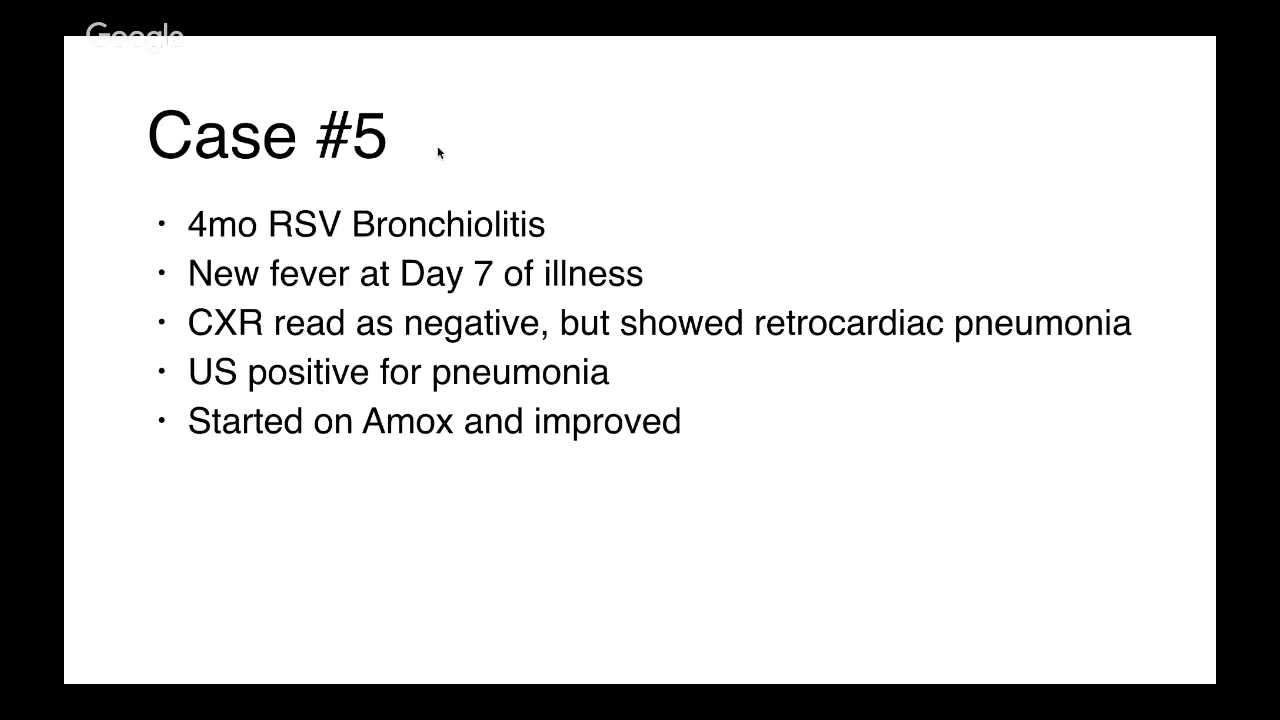 Google
Case #5
• 4mo RSV Bronchiolitis
• New fever at Day 7 of illness
• CXR read as negative, but showed retrocardiac pneumonia
• US positive for pneumonia
• Started on Amox and improved